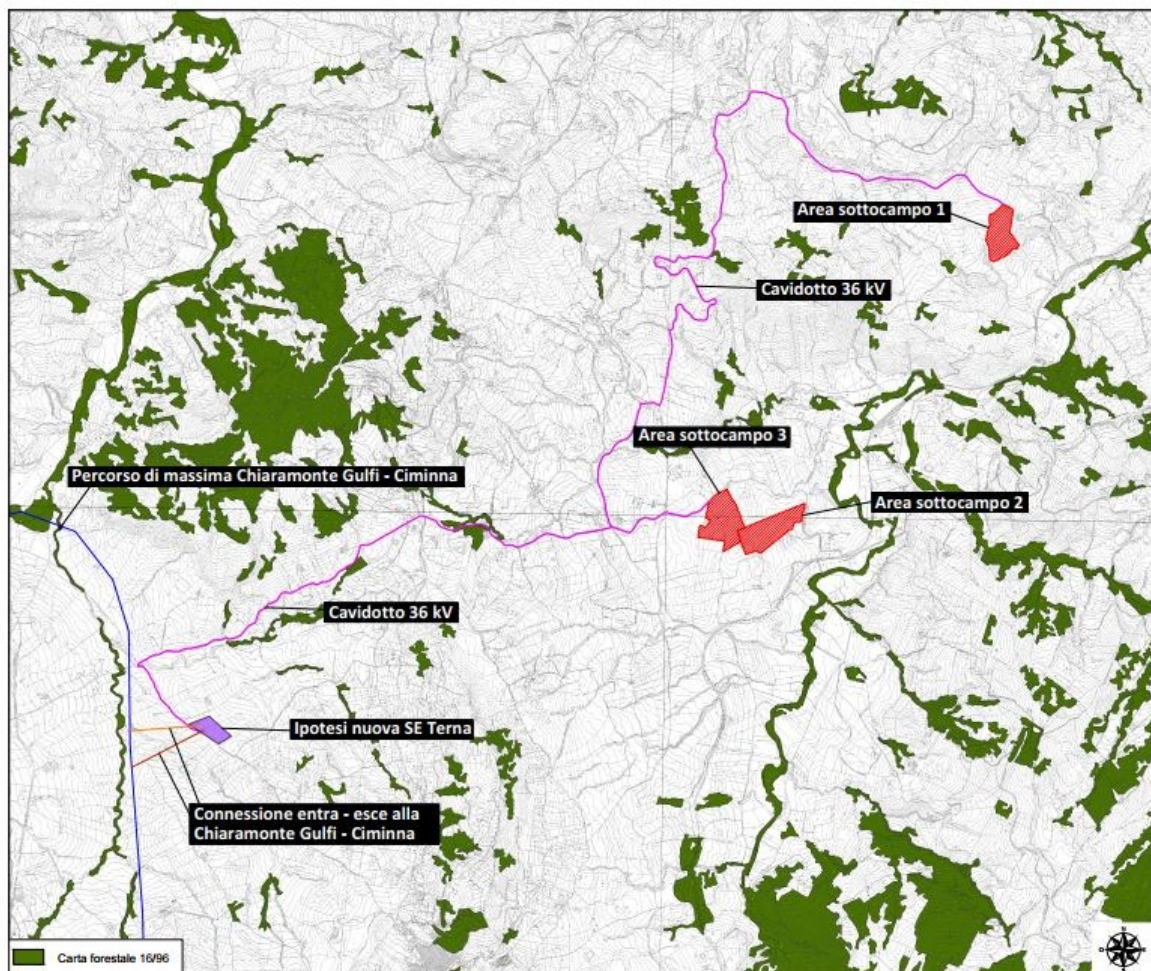 Area sottocampo 1
Cavidotto 36 kV
Area sottocampo 3
Percorso di massima Chiaramonte Gulfi - Ciminna
Area sottocampo 2
Cavidotto 36 kV
Ipotesi nuova SE Terna
Connessione entra - esce alla
Chiaramonte Gulfi - Ciminna
Carta forestale 16/96